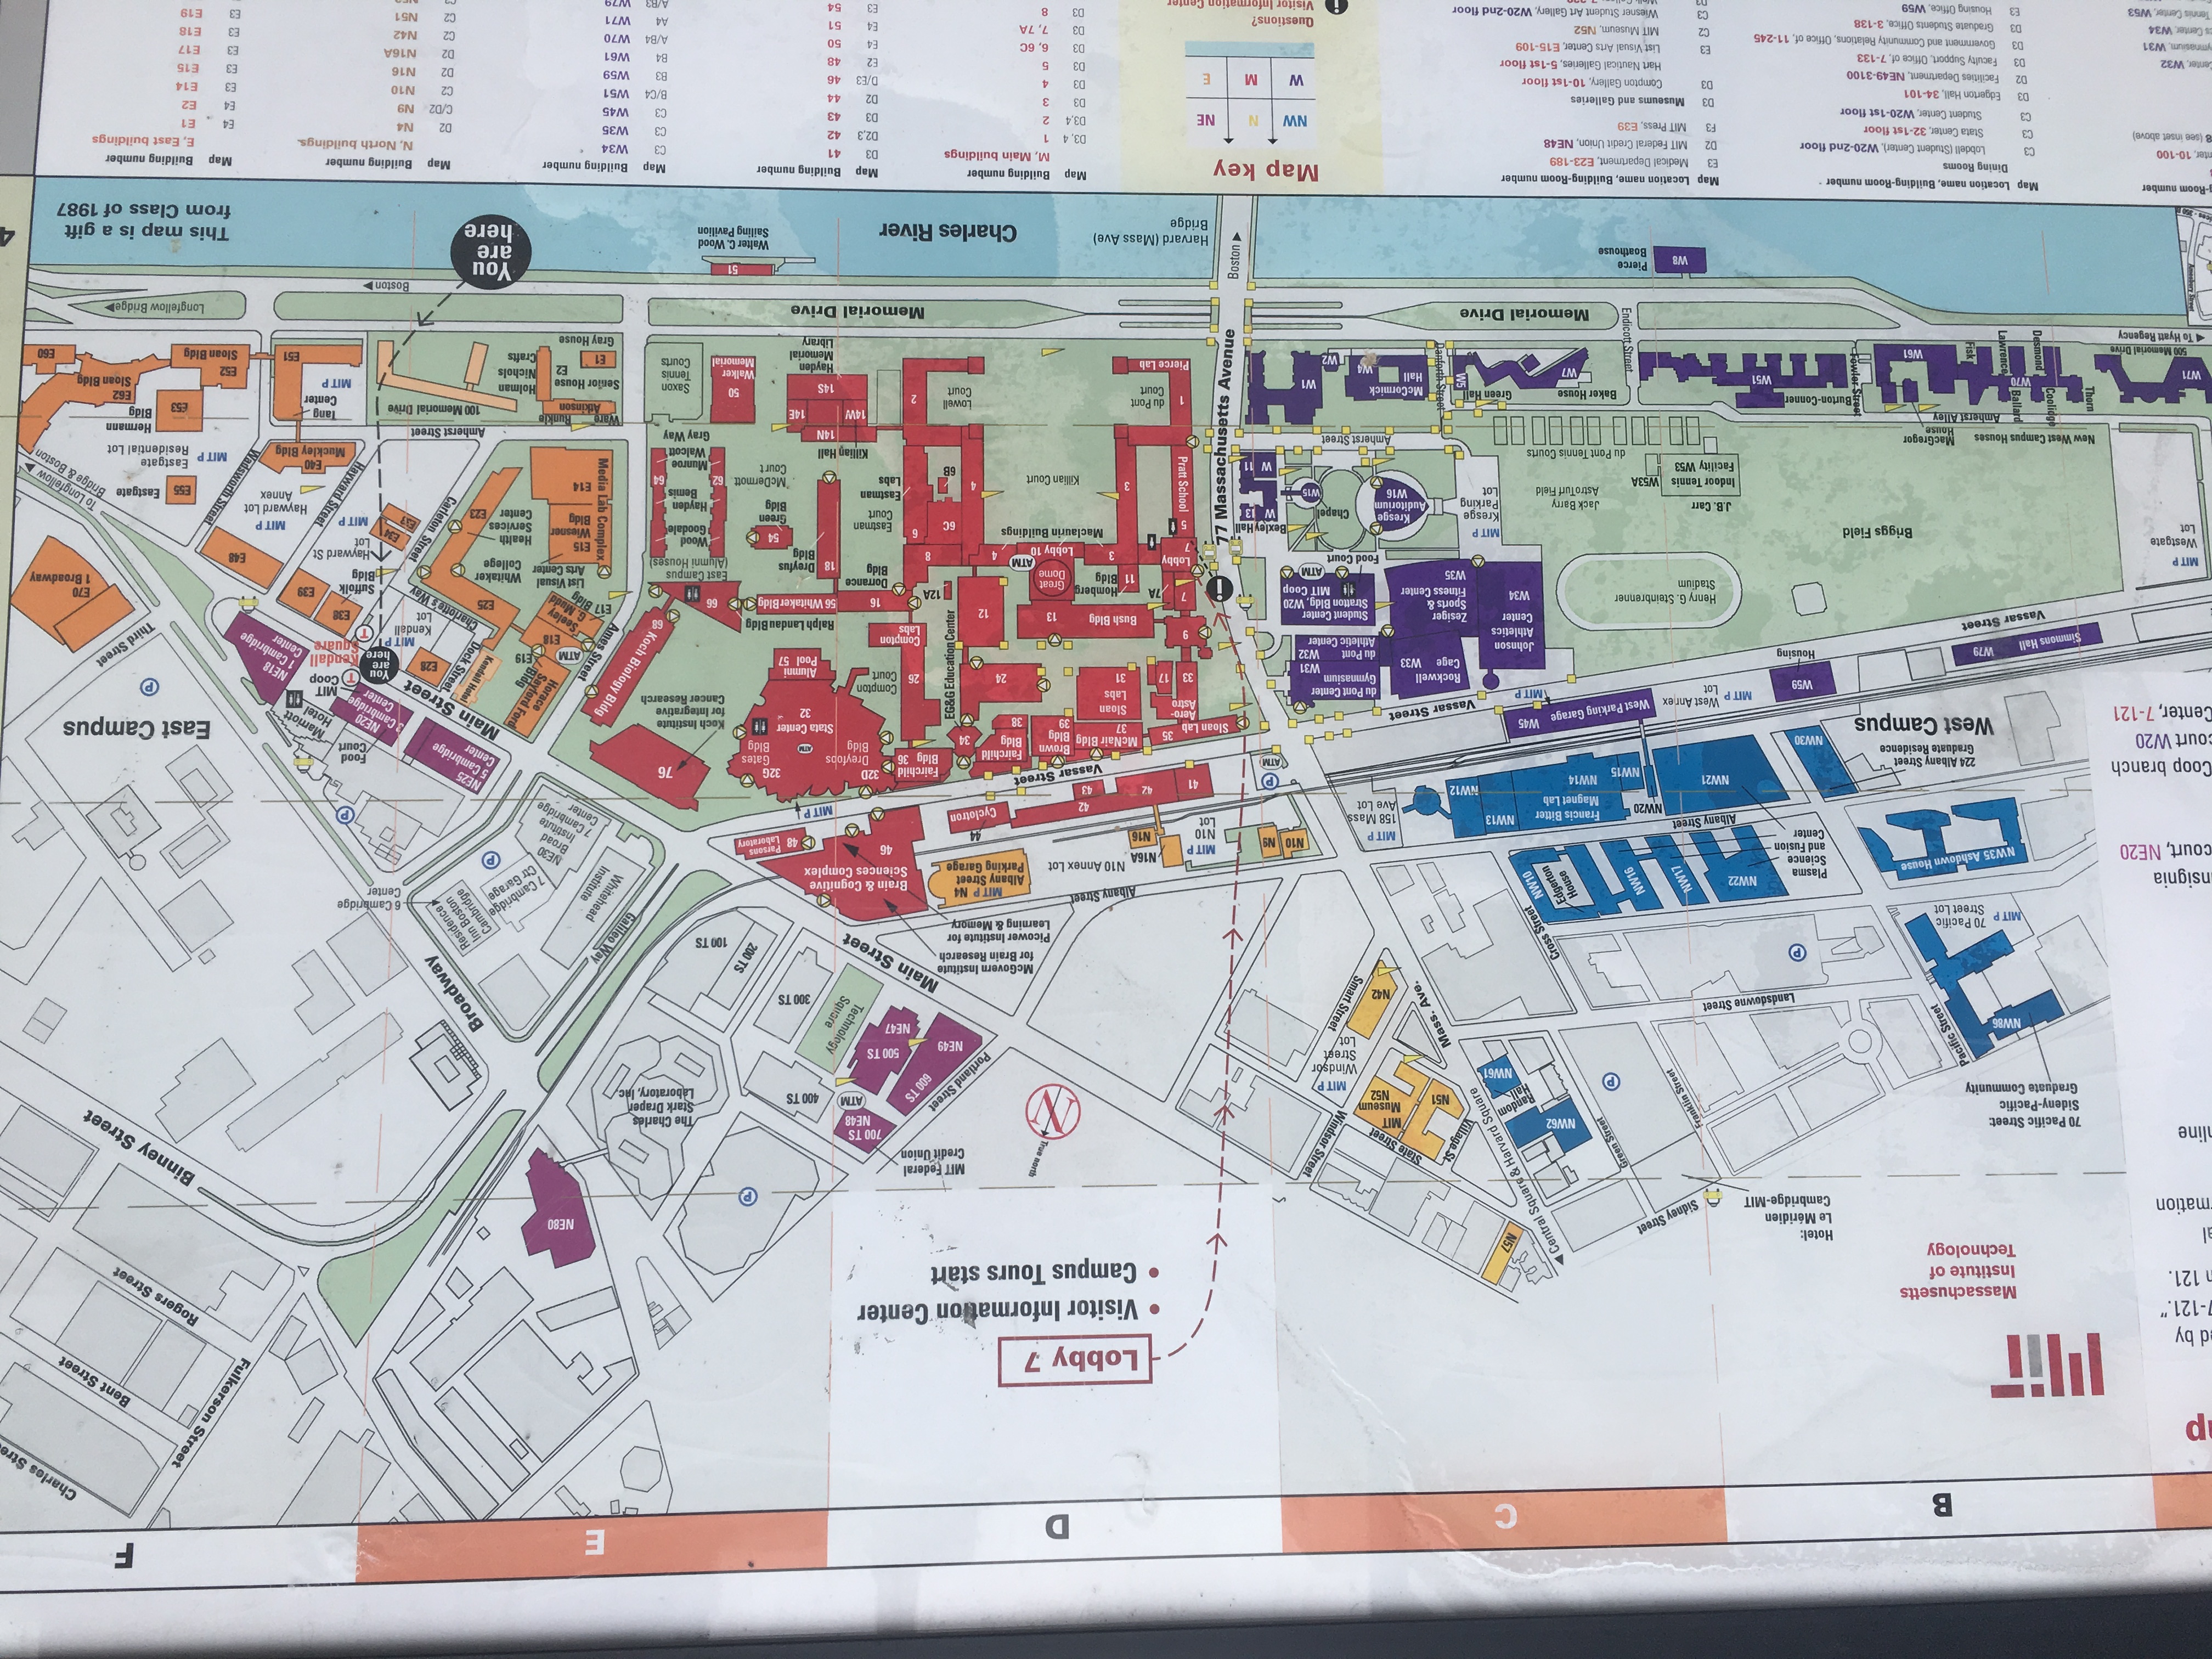 B
C
D
E
F
ap
ed by
7-121."
n 121.
al
rmation
nline
nsignia
court, NE20
Coop branch
court W20
Center, 7-121
MIT
Massachusetts
Institute of
Technology
Lobby 7
• Visitor Information Center
• Campus Tours start
Hotel:
Le Méridien
Cambridge-MIT
Sidney Street
Central Square & Harvard Square
N57
Green Street
Franklin Street
NW62
Random
Hall
NW61
Village St.
State Street
N51
MIT
Museum
N52
Windsor Street
MIT P
Windsor
Street
Lot
Mass. Ave.
N42
Smart Street
N
True north
70 Pacific Street:
Sideny-Pacific
Graduate Community
NW86
Pacific Street
MIT P
70 Pacific
Street Lot
Landsdowne Street
P
P
Cross Street
MIT Federal
Credit Union
700 TS
NE48
ATM
400 TS
Portland Street
600 TS
NE49
500 TS
NE47
Technology
Square
300 TS
200 TS
100 TS
Main Street
P
The Charles
Stark Draper
Laboratory, Inc.
NE80
Fulkerson Street
Charles Stre
Bent Street
Rogers Street
Binney Street
Broadway
Galileo Way
Whitehead
Institute
7 Cambridge
Ctr Garage
Residence
Inn Boston
Cambridge
6 Cambridge
Center
NE30
Broad
Institute
7 Cambridge
Center
P
P
McGovern Institute
for Brain Research
Picower Institute for
Learning & Memory
Albany Street
MIT P N4
Albany Street
Parking Garage
Brain & Cognitive
Sciences Complex
46
48
Parsons
Laboratory
N10
N9
MIT P
N10
Lot
N16A
N16
N10 Annex Lot
44
Cyclotron
42
42
43
41
MIT P
Vassar Street
NW35 Ashdown House
Plasma
Science
and Fusion
Center
NW22
NW17
NW16
Edgerton
House
NW10
Albany Street
NW20
NW21
NW15
Francis Bitter
Magnet Lab
NW14
NW13
NW12
MIT P
158 Mass
Ave Lot
224 Albany Street
Graduate Residence
NW30
West Campus
P
ATM
West Parking Garage
W45
Vassar Street
MIT P
West Annex
Lot
MIT P
W59
Housing
Simmons Hall
W79
Vassar Street
MIT P
Westgate
Lot
Briggs Field
Henry G. Steinbrenner
Stadium
Johnson
Athletics
Center
W34
Rockwell
Cage W33
Zesiger
Sports &
Fitness Center
W35
du Pont Center
Gymnasium
W31
du Pont W32
Athletic Center
Student Center
Stratton Bldg, W20
MIT Coop
Food Court
ATM
MIT P
Kresge
Parking
Lot
Kresge
Auditorium
W16
Chapel
W15
Bexley Hall
W 13
W 11
J.B. Carr
Indoor Tennis
Facility W53
W53A
Jack Barry
AstroTurf Field
du Pont Tennis Courts
Amherst Street
New West Campus Houses
MacGregor
House
Amherst Alley
W71
Thorn
Coolidge
Ballard
W70
Desmond
Lawrence
Fisk
W61
Fowler Street
Burton-Conner
W51
Endicott Street
Baker House
W7
Green Hall
W5
Danforth Street
McCormick
Hall
W4
W2
W1
500 Memorial Drive
To Hyatt Regency
Amesbury Street
Memorial Drive
Memorial Drive
W8
Pierce
Boathouse
Boston
Harvard (Mass Ave)
Bridge
Charles River
77 Massachusetts Avenue
Sloan Lab
35
Aero-
Astro
33
17
McNair Bldg
37
Sloan
Labs
31
Brown
Bldg
39
Fairchild
Bldg
38
34
Fairchild
Bldg 36
24
EG&G Education Center
26
Compton
Court
32D
Dreyfobs
Bldg
32G
Gates
Bldg
ATM
Stata Center
32
Alumni
Pool 57
76
Koch Institute
for Integrative
Cancer Research
Koch Biology Bldg
68
9
7
7A
i
Lobby
7
Bush Bldg
13
12
12A
Compton
Labs
11
Homberg
Bldg
Great
Dome
Lobby 10
ATM
3
4
8
Maclaurin Buildings
16
56 Whitaker Bldg
66
Ralph Landau Bldg
Dorrance
Bldg
18
Dreyfus
Bldg
54
Green
Bldg
East Campus
(Alumni Houses)
Wood
Goodale
Hayden
Bemis
62
64
Munroe
Walcott
Gray Way
Pratt School
5
3
Killian Court
4
6C
6
6B
Eastman
Court
Eastman
Labs
McDermott
Court
1
du Pont
Court
Pierce Lab
Lowell
Court
2
Killian Hall
14N
14W
14E
14S
Hayden
Memorial
Library
50
Walker
Memorial
Saxon
Tennis
Courts
51
Walter C. Wood
Sailing Pavilion
Horace
Sayford Ford
Bldg
E19
Ames Street
ATM
E18
Seeley
G. Mudd
E17 Bldg
List Visual
Arts Center
Whitaker
College
E25
Media Lab Complex
E15
Wiesner
Bldg
Health
Services
Center
E23
E14
Kendall Hotel
Dock Street
Charlotte's Way
E28
MIT P
Kendall
Lot
Main Street
NE25
5 Cambridge
Center
NE20
3 Cambridge
Center
Food
Court
Marriott
Hotel
You
are
here
T
MIT
Coop
Kendall
Square
T
NE18
1 Cambridge
Center
East Campus
P
Third Street
E70
1 Broadway
E38
E39
Suffolk
Bldg
Hayward St
Lot
MIT P
E34
E33
Carleton Street
E48
MIT P
Hayward Lot
Annex
Hayward Street
Wadsworth Street
E55
Eastgate
MIT P
Eastgate
Residential Lot
To Longfellow
Bridge & Boston
E40
Muckley Bldg
Amherst Street
Ware
Runkle
Atkinson
100 Memorial Drive
Senior House
E2
Holman
Nichols
Crafts
E1
Gray House
Tang
Center
MIT P
E51
E53
Hermann
Bldg
E52
Sloan Bldg
E62
Sloan Bldg
E60
Boston
Longfellow Bridge
You
are
here
This map is a gift
from Class of 1987
4
g-Room number
nter, 10-100
8 (see inset above)
Center, W32
ymnasium, W31
cs Center, W34
Tennis Center, W53
Map Location name, Building-Room number
Dining Rooms
C3 Lobdell (Student Center), W20-2nd floor
C3 Stata Center, 32-1st floor
C3 Student Center, W20-1st floor
D3 Edgerton Hall, 34-101
D2 Facilities Department, NE49-3100
D3 Faculty Support, Office of, 7-133
D3 Government and Community Relations, Office of, 11-245
D3 Graduate Students Office, 3-138
E3 Housing Office, W59
Map Location name, Building-Room number
E3 Medical Department, E23-189
D2 MIT Federal Credit Union, NE48
F3 MIT Press, E39
D3 Museums and Galleries
D3 Compton Gallery, 10-1st floor
Hart Nautical Galleries, 5-1st floor
E3 List Visual Arts Center, E15-109
C2 MIT Museum, N52
C3 Wiesner Student Art Gallery, W20-2nd floor
Map key
NW N NE
W M E
Questions?
i Visitor Information Center
Map Building number
M, Main buildings
D3, 4 1
D3,4 2
D3 3
D3 4
D3 5
D3 6, 6C
D3 7, 7A
D3 8
Map Building number
D3 41
D2,3 42
D3 43
D2 44
D/E3 46
E2 48
E4 50
E4 51
E3 54
Map Building number
C3 W34
C3 W35
C3 W45
B/C4 W51
B3 W59
B4 W61
A/B4 W70
A4 W71
A/B3 W79
Map Building number
N, North buildings
D2 N4
C/D2 N9
C2 N10
D2 N16
D2 N16A
C2 N42
C2 N51
Map Building number
E, East buildings
E4 E1
E4 E2
E3 E14
E3 E15
E3 E17
E3 E18
E3 E19